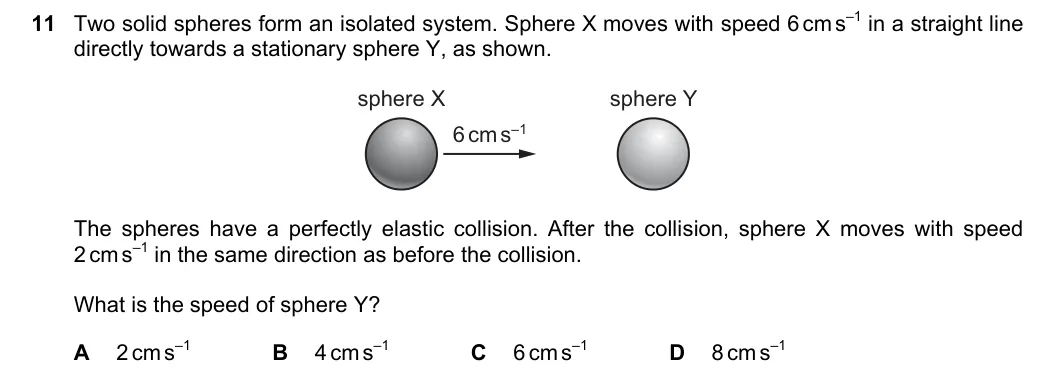 11 Two solid spheres form an isolated system. Sphere X moves with speed 6 cm s⁻¹ in a straight line
directly towards a stationary sphere Y, as shown.
sphere X sphere Y
6 cm s⁻¹
The spheres have a perfectly elastic collision. After the collision, sphere X moves with speed
2 cm s⁻¹ in the same direction as before the collision.
What is the speed of sphere Y?
A 2 cm s⁻¹ B 4 cm s⁻¹ C 6 cm s⁻¹ D 8 cm s⁻¹